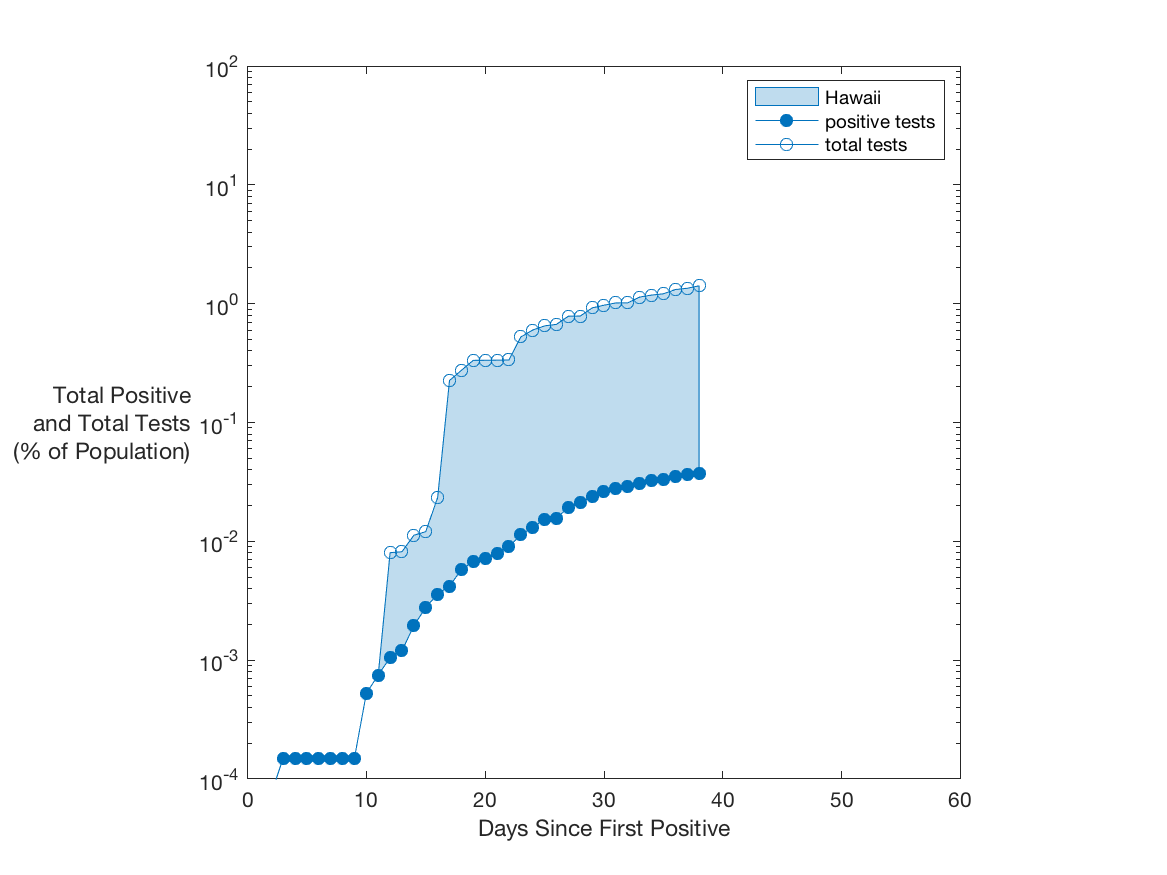 10^2
10^1
10^0
10^-1
10^-2
10^-3
10^-4
Total Positive
and Total Tests
(% of Population)
Hawaii
positive tests
total tests
0 10 20 30 40 50 60
Days Since First Positive